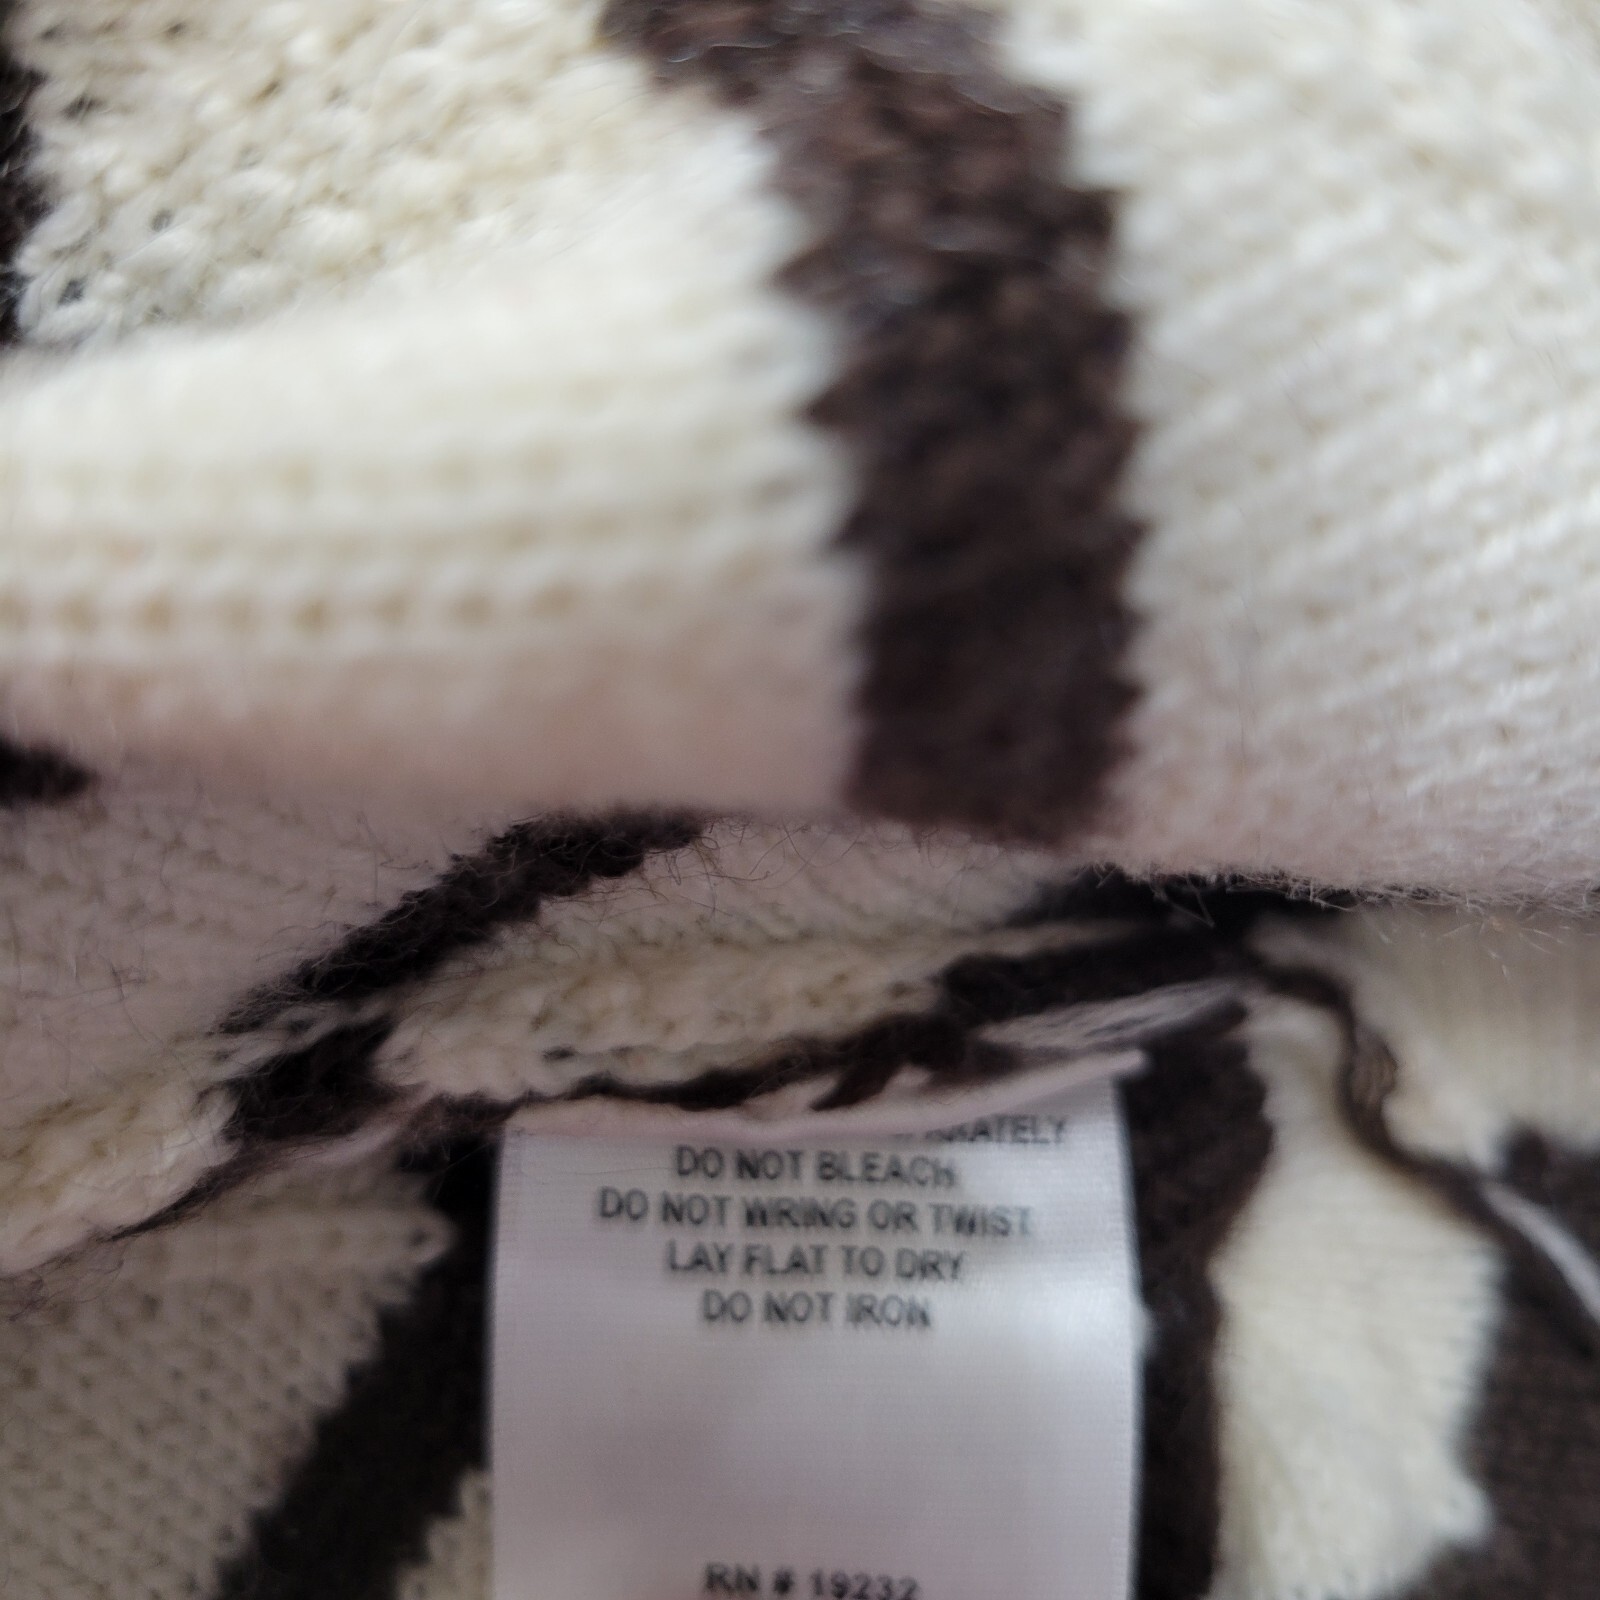 DO NOT BLEACH
DO NOT WRING OR TWIST
LAY FLAT TO DRY
DO NOT IRON
RN # 19232